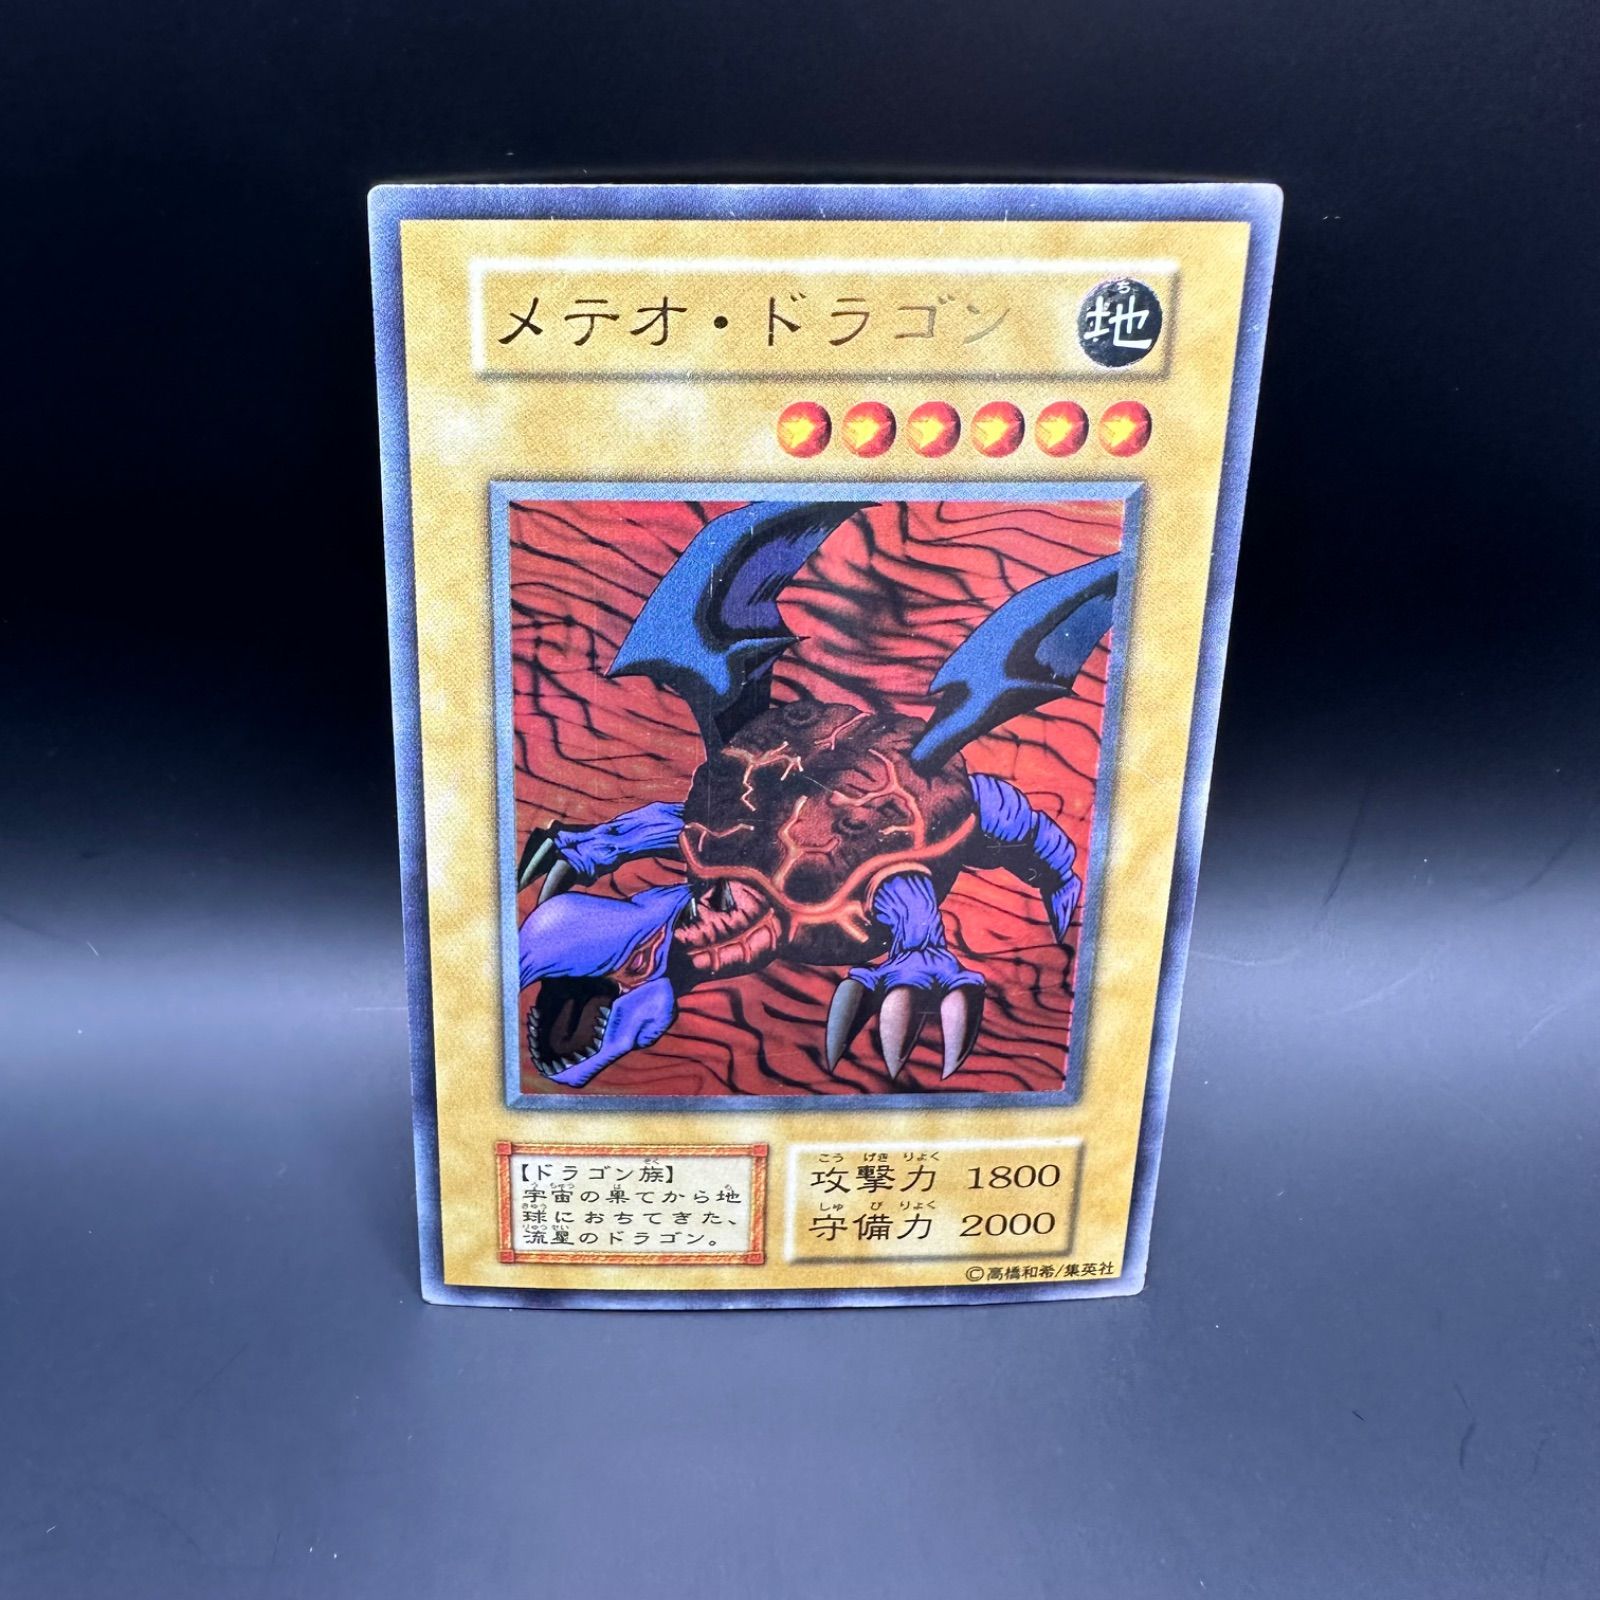 メテオ・ドラゴン
地
【ドラゴン族】
宇宙の果てから地
球におちてきた、
流星のドラゴン。
攻撃力 1800
守備力 2000
©高橋和希/集英社